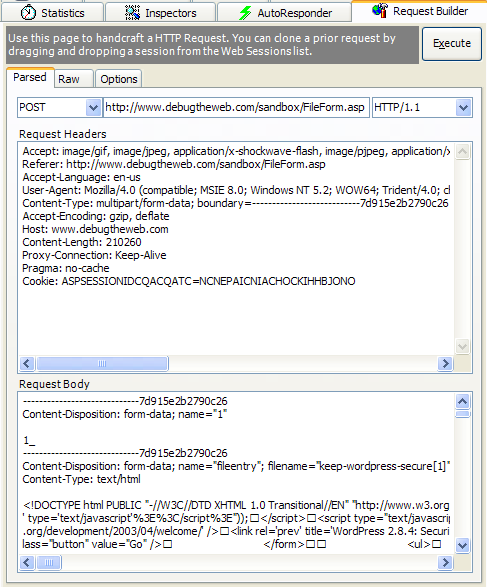 Statistics Inspectors AutoResponder Request Builder
Use this page to handcraft a HTTP Request. You can clone a prior request by
dragging and dropping a session from the Web Sessions list.
Execute
Parsed Raw Options
POST http://www.debugtheweb.com/sandbox/FileForm.asp HTTP/1.1
Request Headers
Accept: image/gif, image/jpeg, application/x-shockwave-flash, image/pjpeg, application/x
Referer: http://www.debugtheweb.com/sandbox/FileForm.asp
Accept-Language: en-us
User-Agent: Mozilla/4.0 (compatible; MSIE 8.0; Windows NT 5.2; WOW64; Trident/4.0; cl
Content-Type: multipart/form-data; boundary=---------------------------7d915e2b2790c26
Accept-Encoding: gzip, deflate
Host: www.debugtheweb.com
Content-Length: 210260
Proxy-Connection: Keep-Alive
Pragma: no-cache
Cookie: ASPSESSIONIDCQACQATC=NCNEPAICNIACHOCKIHHBJONO
Request Body
-----------------------------7d915e2b2790c26
Content-Disposition: form-data; name="1"
1_
-----------------------------7d915e2b2790c26
Content-Disposition: form-data; name="fileentry"; filename="keep-wordpress-secure[1]"
Content-Type: text/html
<!DOCTYPE html PUBLIC "-//W3C//DTD XHTML 1.0 Transitional//EN" "http://www.w3.org
' type='text/javascript'%3E%3C/script%3E"));□</script>□<script type="text/javascrip
.org/development/2003/04/welcome/' />□<link rel='prev' title='WordPress 2.8.4: Securi
lass="button" value="Go" />□ </form>□□ <ul>□